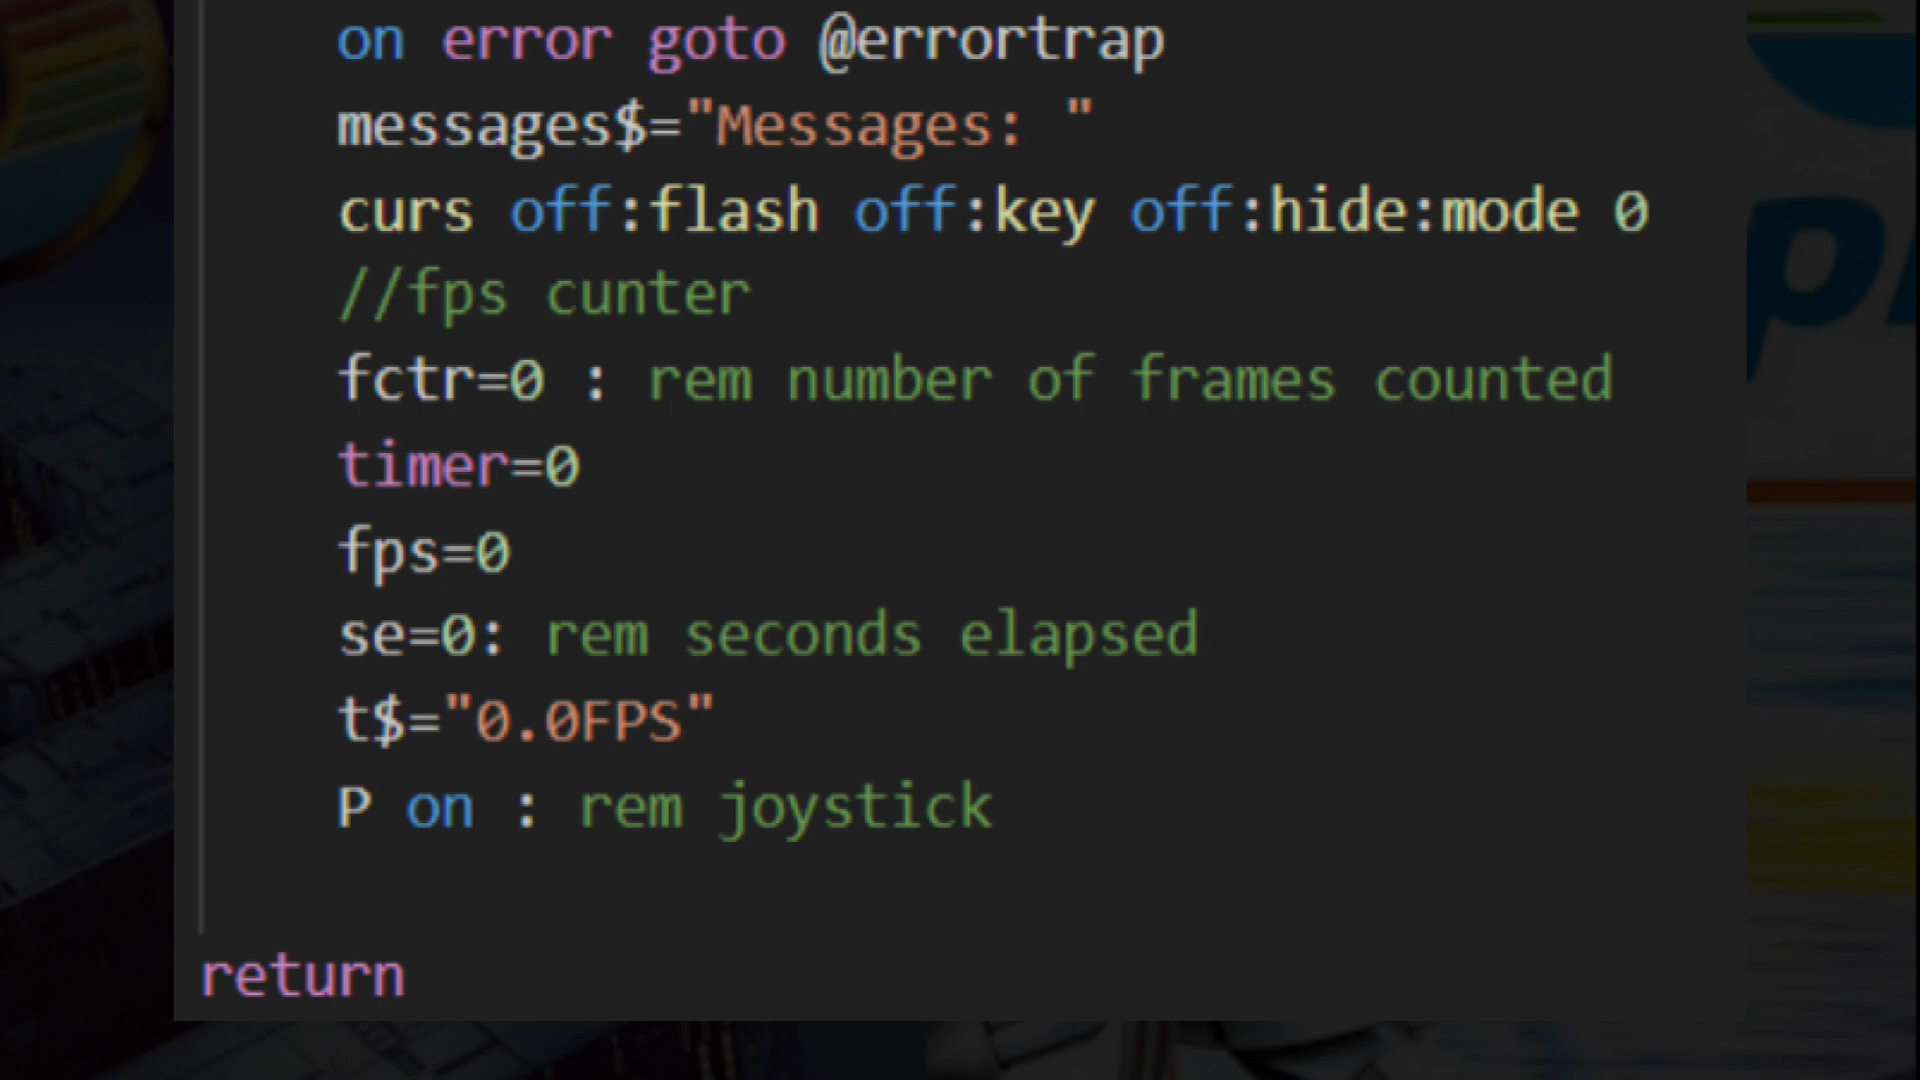 on error goto @errortrap
messages$="Messages: "
curs off:flash off:key off:hide:mode 0
//fps cunter
fctr=0 : rem number of frames counted
timer=0
fps=0
se=0: rem seconds elapsed
t$="0.0FPS"
P on : rem joystick
return